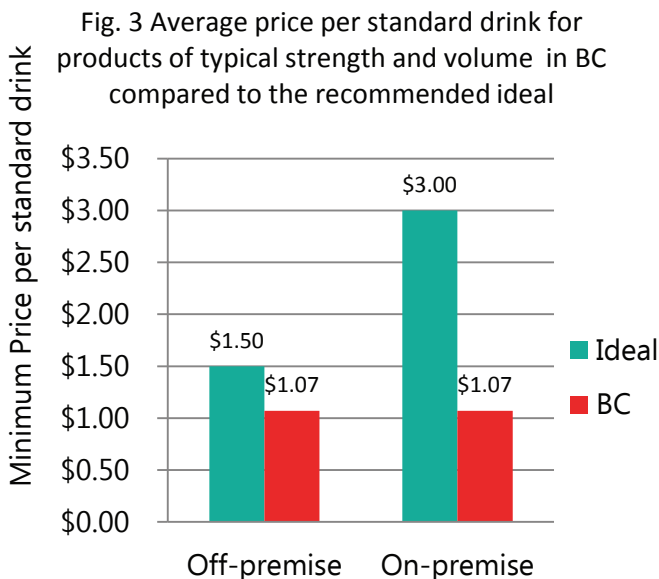 Fig. 3 Average price per standard drink for
products of typical strength and volume in BC
compared to the recommended ideal
Minimum Price per standard drink
$3.50
$3.00
$2.50
$2.00
$1.50
$1.00
$0.50
$0.00
$1.50
$1.07
$3.00
$1.07
Off-premise
On-premise
Ideal
BC